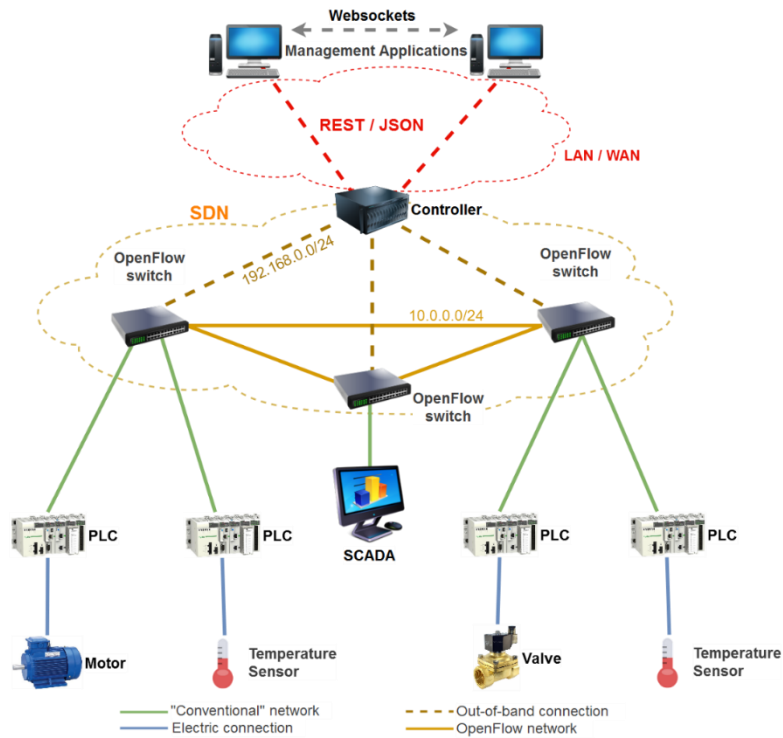 Websockets
Management Applications
REST / JSON
LAN / WAN
SDN
Controller
OpenFlow
switch
192.168.0.0/24
OpenFlow
switch
10.0.0.0/24
OpenFlow
switch
PLC
PLC
SCADA
PLC
PLC
Motor
Temperature
Sensor
Valve
Temperature
Sensor
"Conventional" network
Out-of-band connection
Electric connection
OpenFlow network